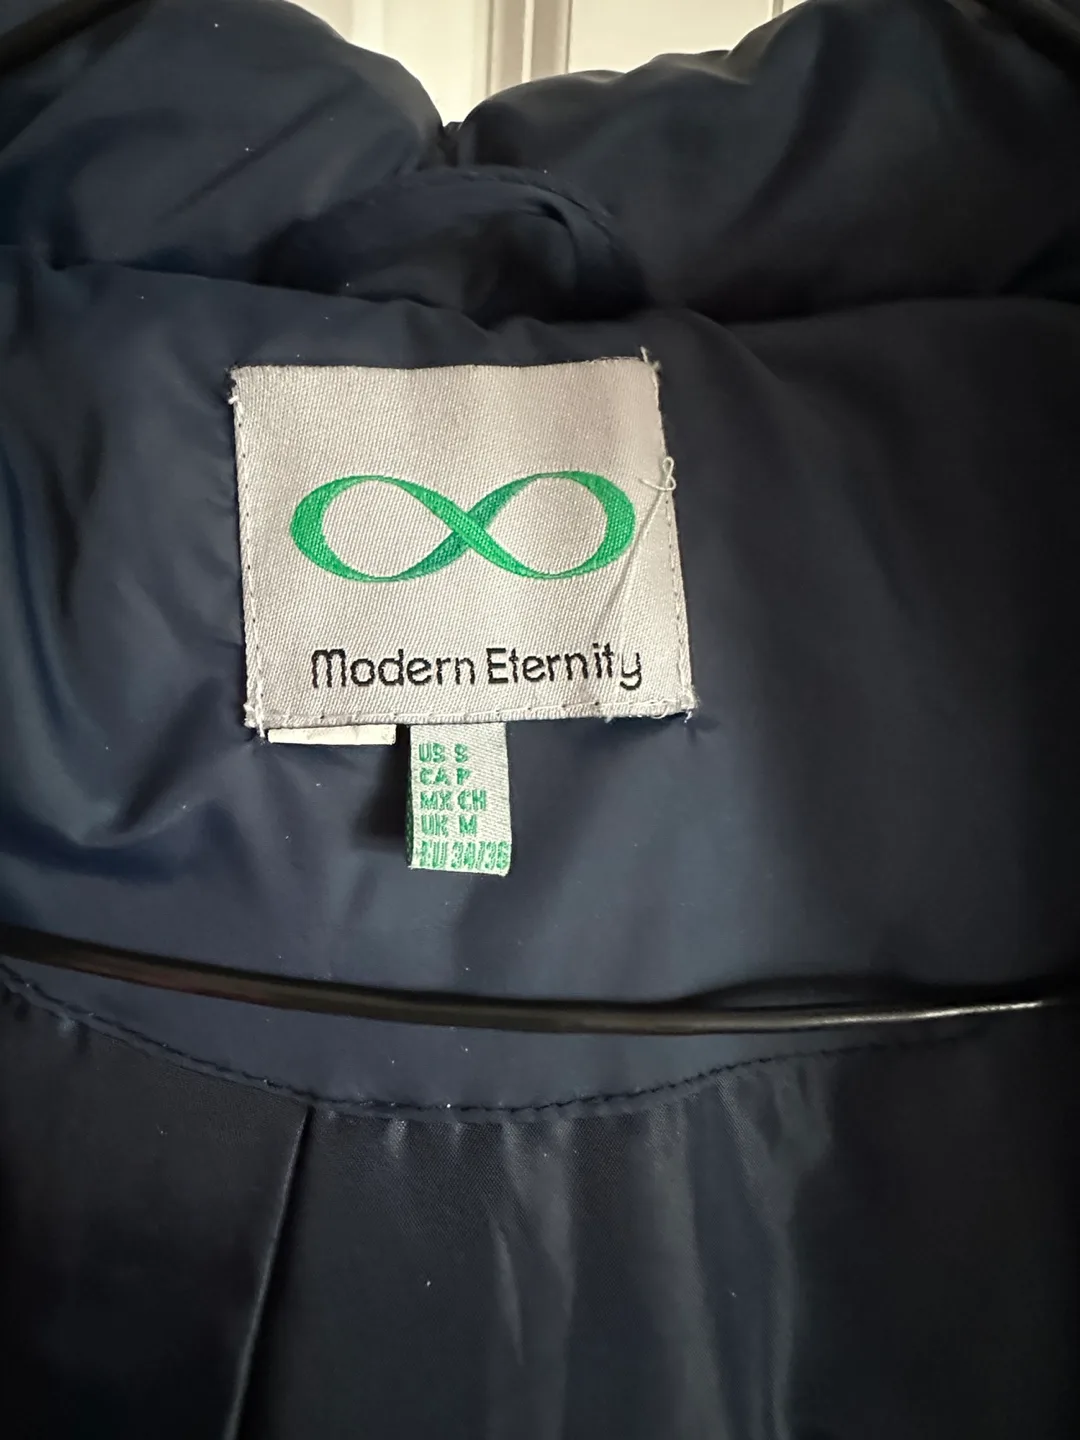 Modern Eternity
US S
CA P
MX CH
UK M
EU 34/36